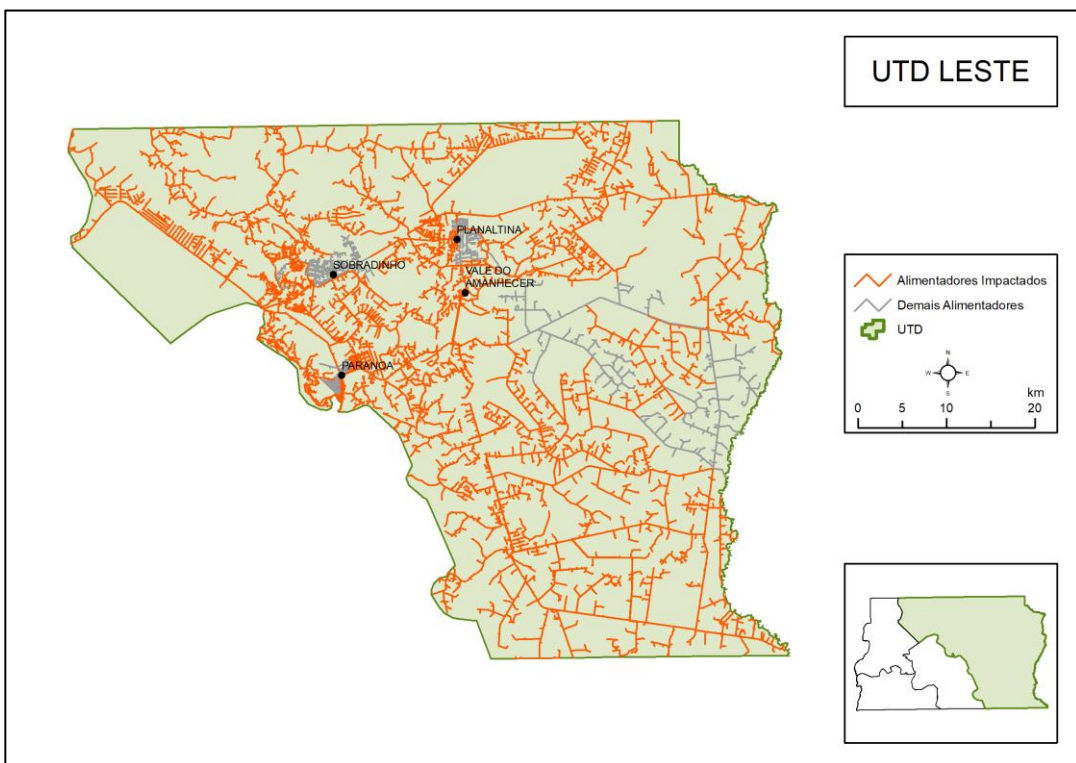 UTD LESTE
PLANALTINA
SOBRADINHO
VALE DO
AMANHECER
PARANOA
Alimentadores Impactados
Demais Alimentadores
UTD
N
W E
S
km
0 5 10 20